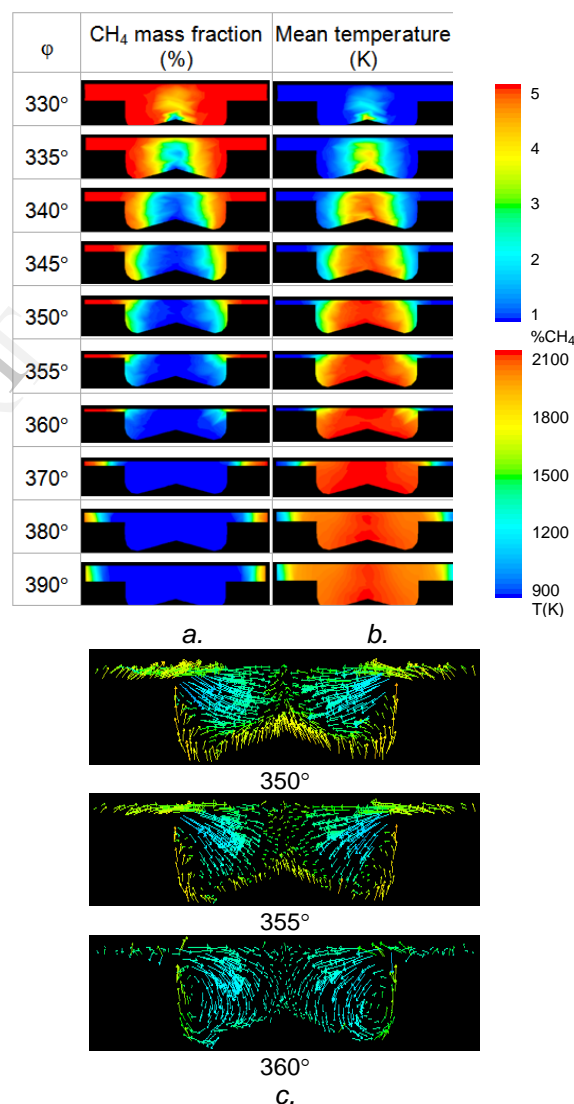 φ
CH₄ mass fraction
(%)
Mean temperature
(K)
330°
335°
340°
345°
350°
355°
360°
370°
380°
390°
5
4
3
2
1
%CH₄
2100
1800
1500
1200
900
T(K)
a.
b.
350°
355°
360°
c.